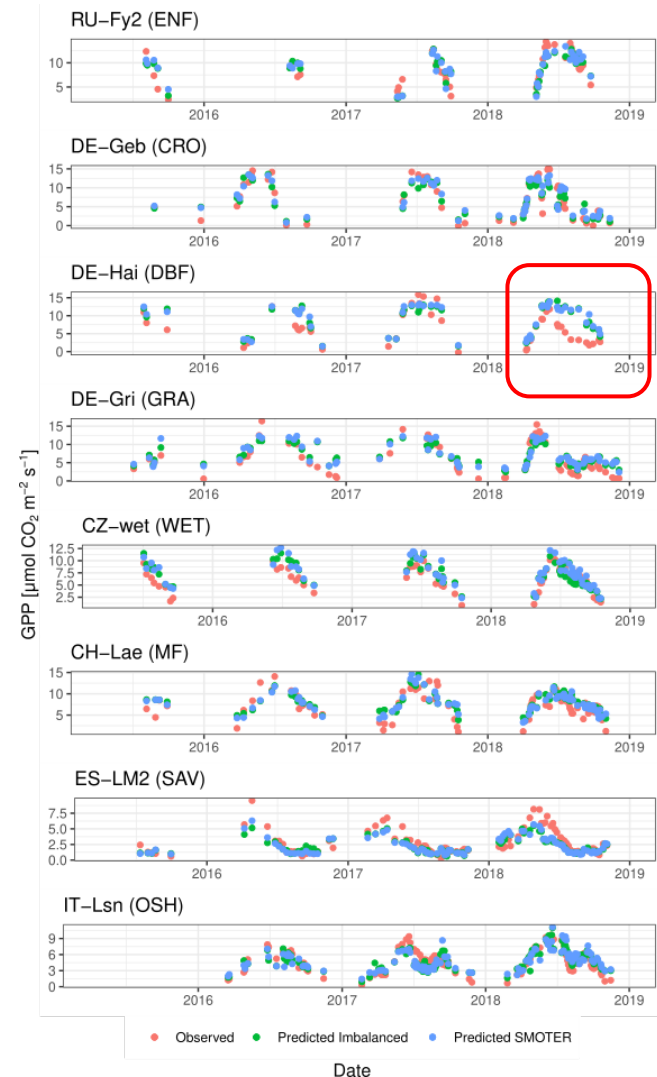 RU−Fy2 (ENF)
10
5
2016 2017 2018 2019
DE−Geb (CRO)
15
10
5
0
2016 2017 2018 2019
DE−Hai (DBF)
15
10
5
0
2016 2017 2018 2019
DE−Gri (GRA)
15
10
5
0
2016 2017 2018 2019
CZ−wet (WET)
12.5
10.0
7.5
5.0
2.5
2016 2017 2018 2019
CH−Lae (MF)
15
10
5
2016 2017 2018 2019
ES−LM2 (SAV)
7.5
5.0
2.5
0.0
2016 2017 2018 2019
IT−Lsn (OSH)
9
6
3
0
2016 2017 2018 2019
GPP [μmol CO₂ m⁻² s⁻¹]
Observed Predicted Imbalanced Predicted SMOTER
Date